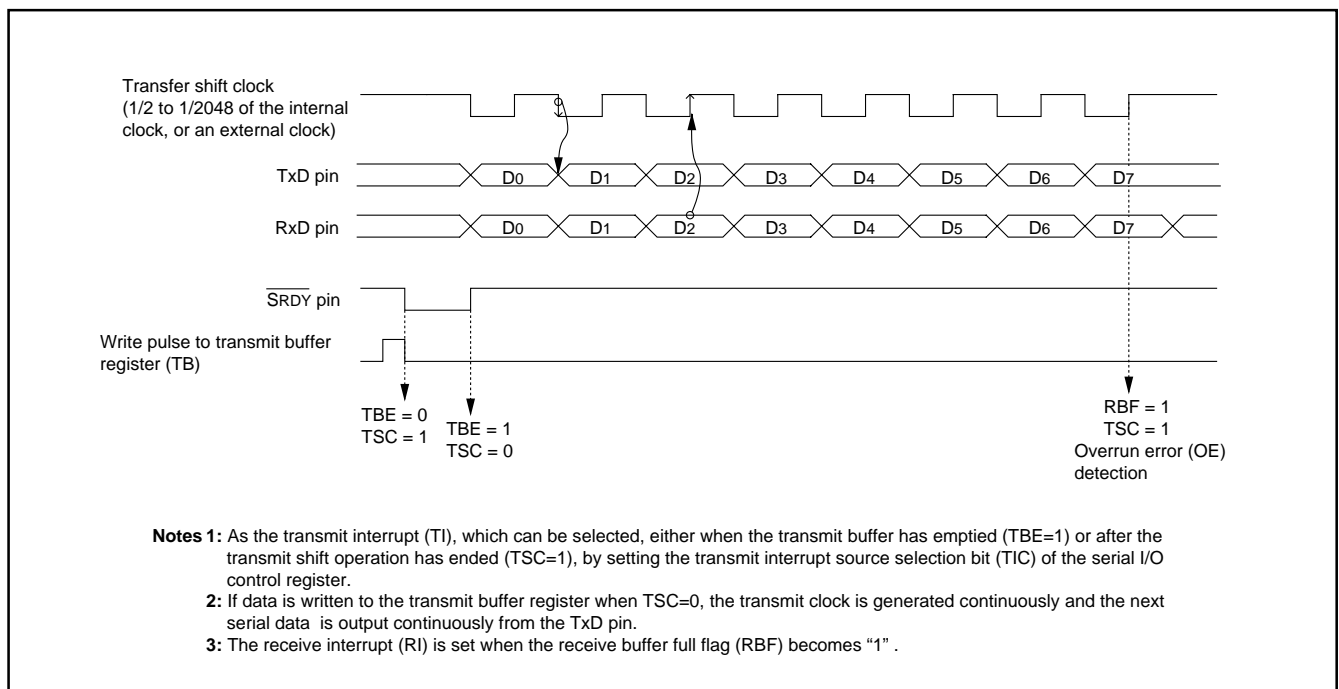 Transfer shift clock
(1/2 to 1/2048 of the internal
clock, or an external clock)
TxD pin
D0 D1 D2 D3 D4 D5 D6 D7
RxD pin
D0 D1 D2 D3 D4 D5 D6 D7
SRDY pin
Write pulse to transmit buffer
register (TB)
TBE = 0
TSC = 1
TBE = 1
TSC = 0
RBF = 1
TSC = 1
Overrun error (OE)
detection
Notes 1: As the transmit interrupt (TI), which can be selected, either when the transmit buffer has emptied (TBE=1) or after the
transmit shift operation has ended (TSC=1), by setting the transmit interrupt source selection bit (TIC) of the serial I/O
control register.
2: If data is written to the transmit buffer register when TSC=0, the transmit clock is generated continuously and the next
serial data is output continuously from the TxD pin.
3: The receive interrupt (RI) is set when the receive buffer full flag (RBF) becomes “1” .